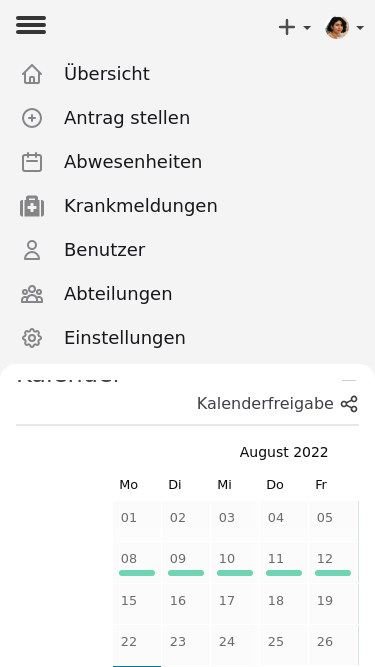 Übersicht
Antrag stellen
Abwesenheiten
Krankmeldungen
Benutzer
Abteilungen
Einstellungen
Kalender
Kalenderfreigabe
August 2022
Mo Di Mi Do Fr
01 02 03 04 05
08 09 10 11 12
15 16 17 18 19
22 23 24 25 26